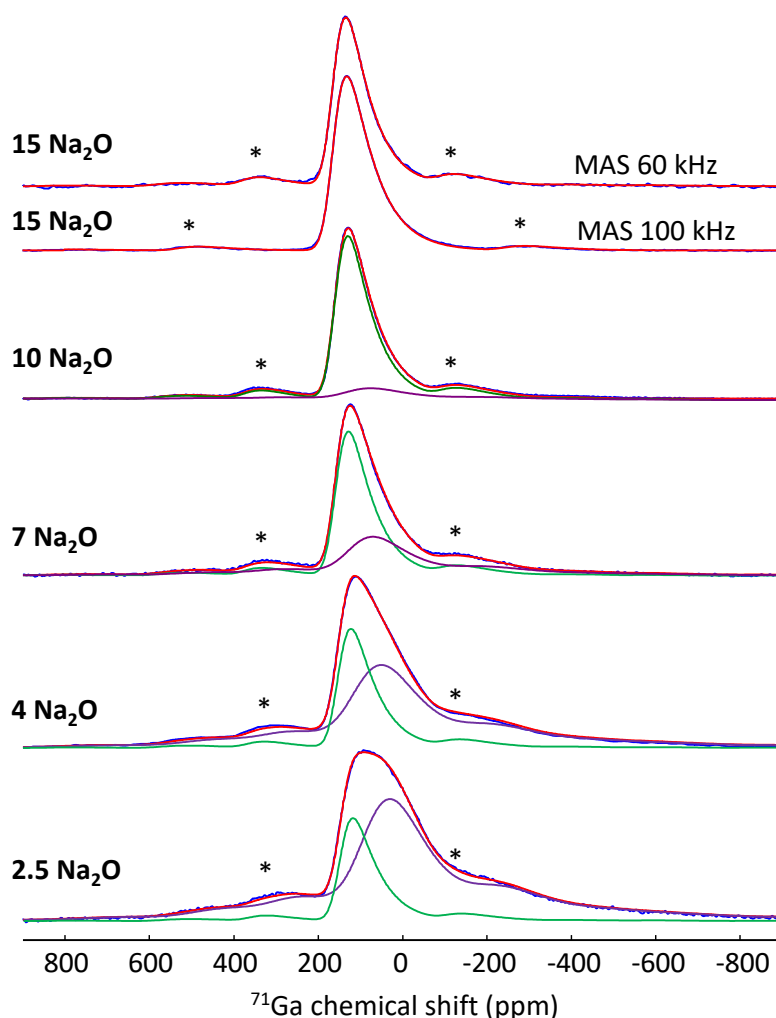 *
15 Na₂O
*
MAS 60 kHz
15 Na₂O
*
*
MAS 100 kHz
10 Na₂O
*
*
7 Na₂O
*
*
4 Na₂O
*
*
2.5 Na₂O
*
*
800 600 400 200 0 -200 -400 -600 -800
⁷¹Ga chemical shift (ppm)